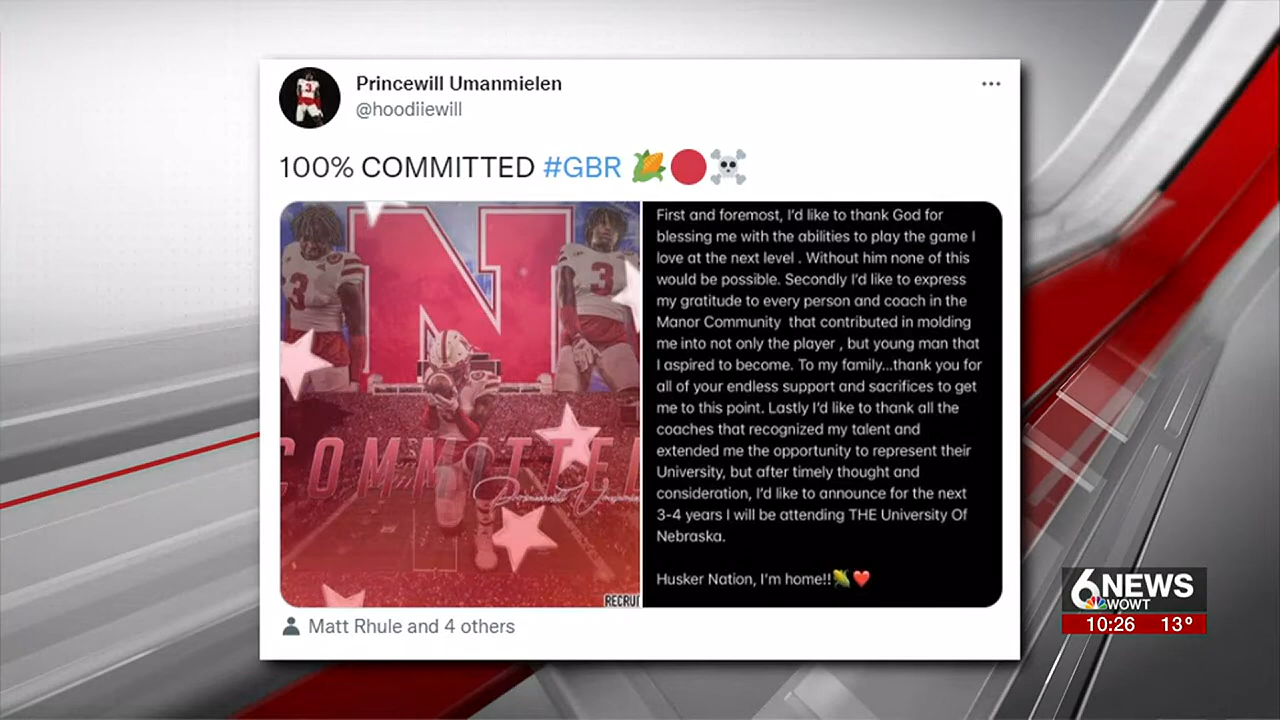 Princewill Umanmielen
@hoodiiewill
100% COMMITTED #GBR 🌽🔴☠️
3
3
N
COMMITTED
First and foremost, I'd like to thank God for
blessing me with the abilities to play the game I
love at the next level . Without him none of this
would be possible. Secondly I'd like to express
my gratitude to every person and coach in the
Manor Community  that contributed in molding
me into not only the player , but young man that
I aspired to become. To my family...thank you for
all of your endless support and sacrifices to get
me to this point. Lastly I'd like to thank all the
coaches that recognized my talent and
extended me the opportunity to represent their
University, but after timely thought and
consideration, I'd like to announce for the next
3-4 years I will be attending THE University Of
Nebraska.
Husker Nation, I'm home!!🌽❤️
RECRUI
Matt Rhule and 4 others
6 NEWS
WOWT
10:26 13°